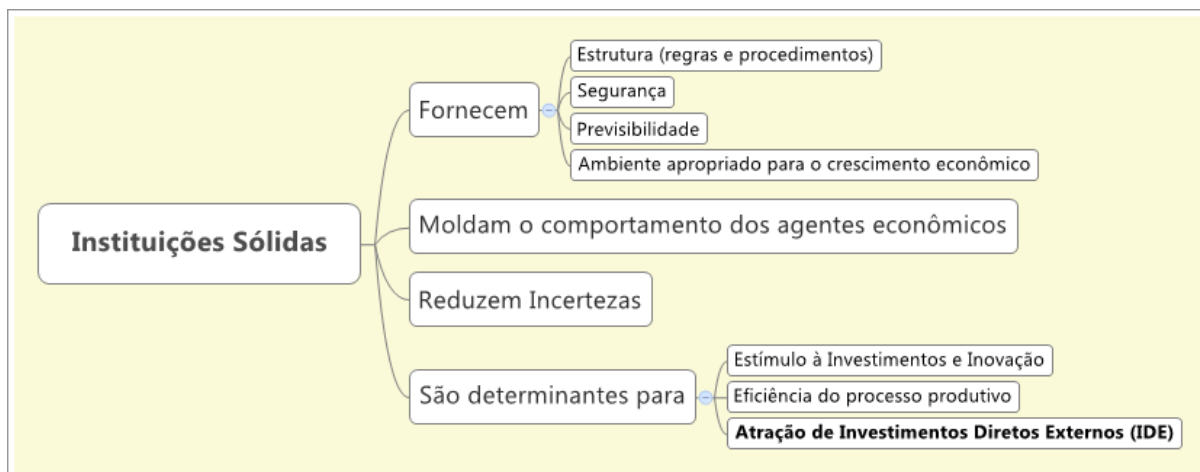 Instituições Sólidas
Fornecem
Estrutura (regras e procedimentos)
Segurança
Previsibilidade
Ambiente apropriado para o crescimento econômico
Moldam o comportamento dos agentes econômicos
Reduzem Incertezas
São determinantes para
Estímulo à Investimentos e Inovação
Eficiência do processo produtivo
Atração de Investimentos Diretos Externos (IDE)